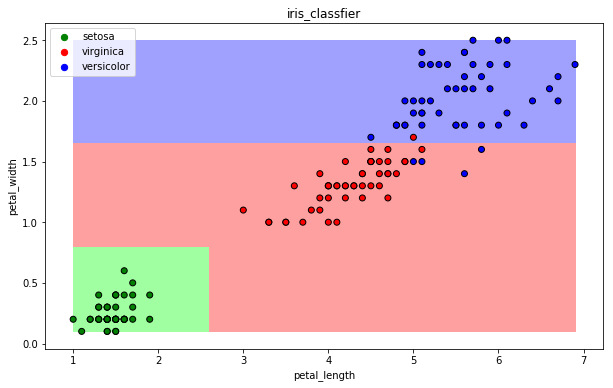 iris_classfier
setosa
virginica
versicolor
2.5
2.0
1.5
1.0
0.5
0.0
petal_width
1
2
3
4
5
6
7
petal_length